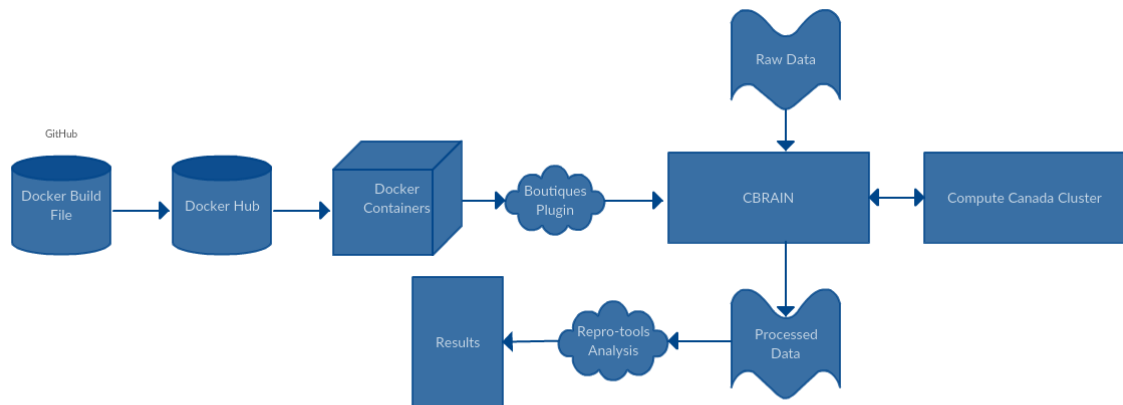 Raw Data
GitHub
Docker Build
File
Docker Hub
Docker
Containers
Boutiques
Plugin
CBRAIN
Compute Canada Cluster
Results
Repro-tools
Analysis
Processed
Data